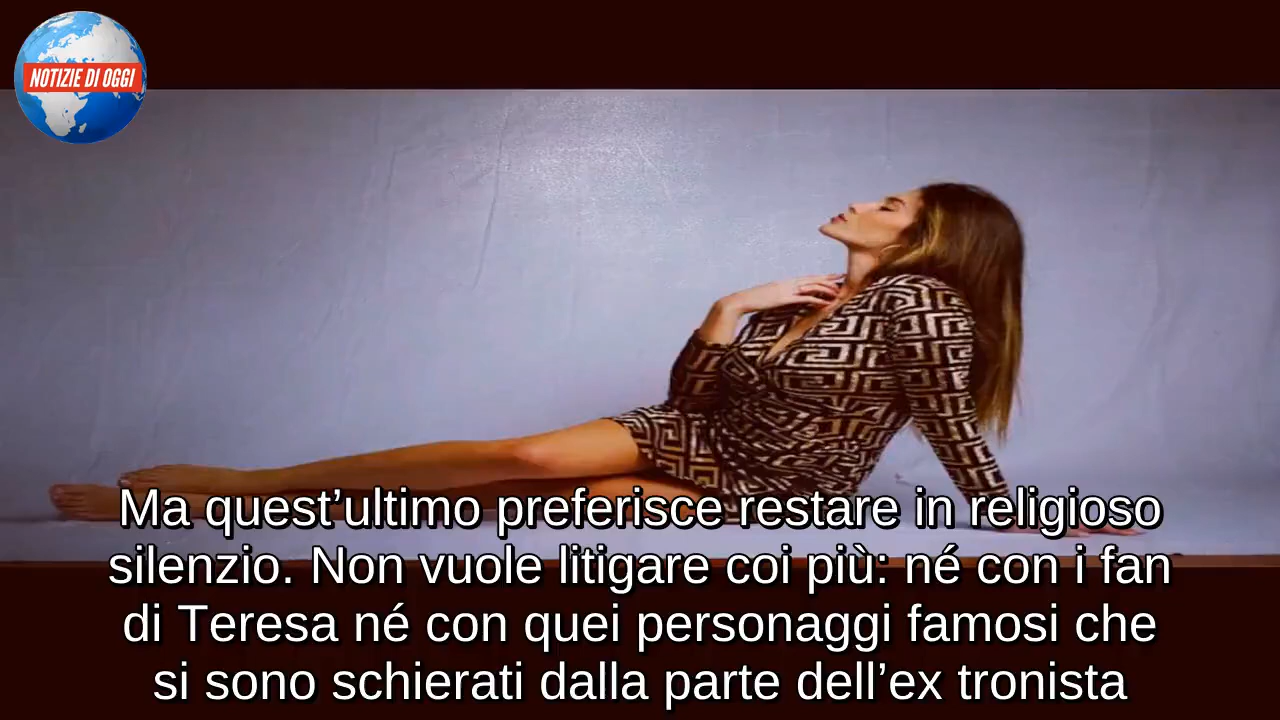 NOTIZIE DI OGGI
Ma quest’ultimo preferisce restare in religioso
silenzio. Non vuole litigare coi più: né con i fan
di Teresa né con quei personaggi famosi che
si sono schierati dalla parte dell’ex tronista